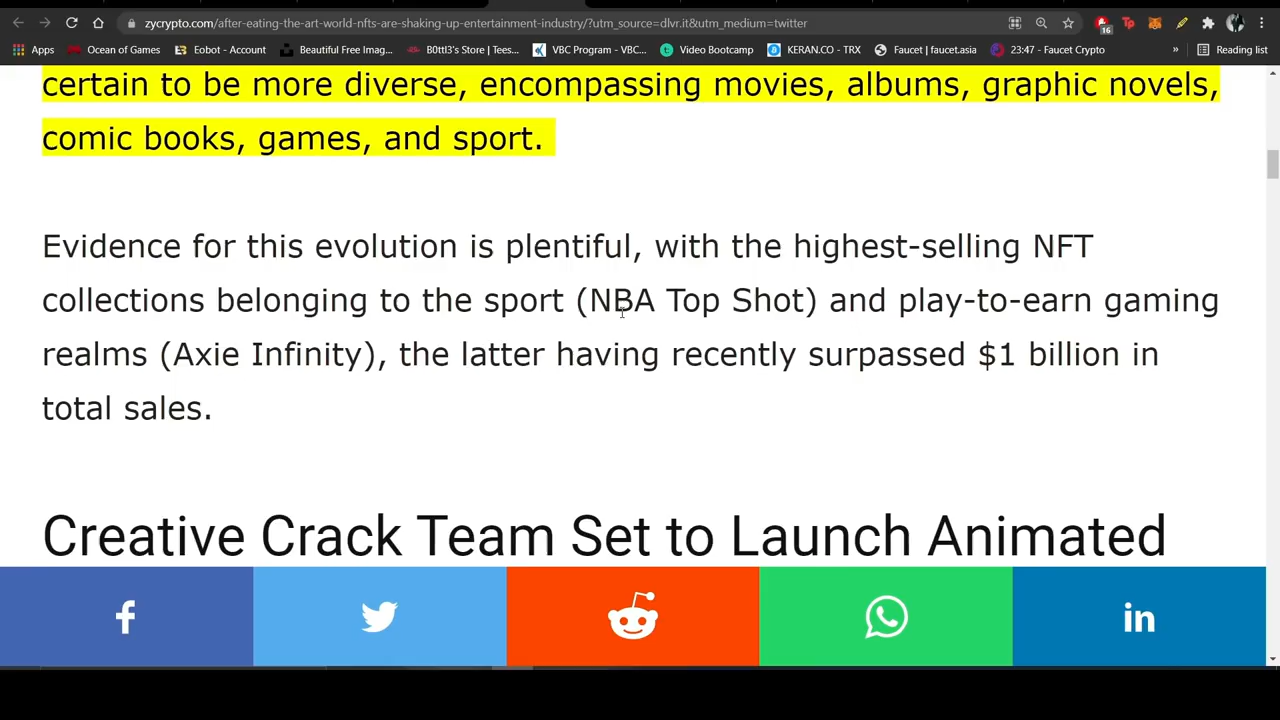 zycrypto.com/after-eating-the-art-world-nfts-are-shaking-up-entertainment-industry/?utm_source=dlvr.it&utm_medium=twitter
16
Apps Ocean of Games Eobot - Account Beautiful Free Imag... B0ttl3's Store | Tees... VBC Program - VBC... Video Bootcamp KERAN.CO - TRX Faucet | faucet.asia 23:47 - Faucet Crypto » Reading list
certain to be more diverse, encompassing movies, albums, graphic novels,
comic books, games, and sport.
Evidence for this evolution is plentiful, with the highest-selling NFT
collections belonging to the sport (NBA Top Shot) and play-to-earn gaming
realms (Axie Infinity), the latter having recently surpassed $1 billion in
total sales.
Creative Crack Team Set to Launch Animated
f
in